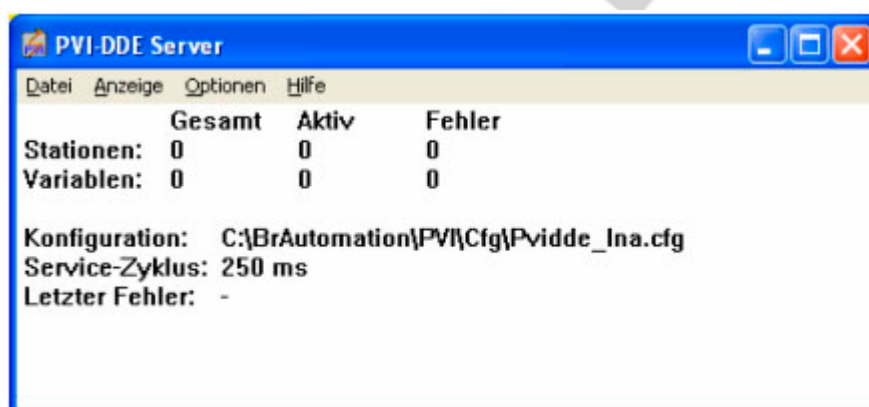 PVI-DDE Server
Datei Anzeige Optionen Hilfe
Gesamt Aktiv Fehler
Stationen: 0 0 0
Variablen: 0 0 0
Konfiguration: C:\BrAutomation\PVI\Cfg\Pvidde_Ina.cfg
Service-Zyklus: 250 ms
Letzter Fehler: -